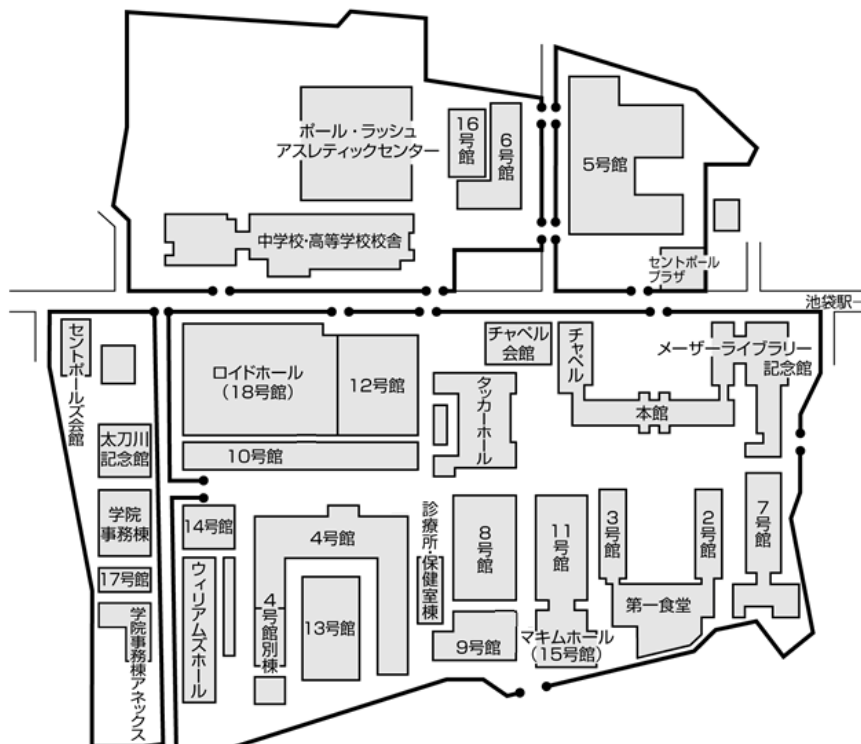 ポール・ラッシュ
アスレティックセンター
16号館
6号館
5号館
中学校・高等学校校舎
セントポール
プラザ
池袋駅
セントポールズ会館
ロイドホール
(18号館)
12号館
チャペル
会館
チャペル
メーザーライブラリー
記念館
本館
タッカーホール
太刀川
記念館
10号館
学院
事務棟
14号館
4号館
診療所・保健室棟
8号館
11号館
3号館
2号館
7号館
17号館
ウィリアムズホール
4号館別棟
13号館
第一食堂
学院事務棟アネックス
9号館
マキムホール
(15号館)